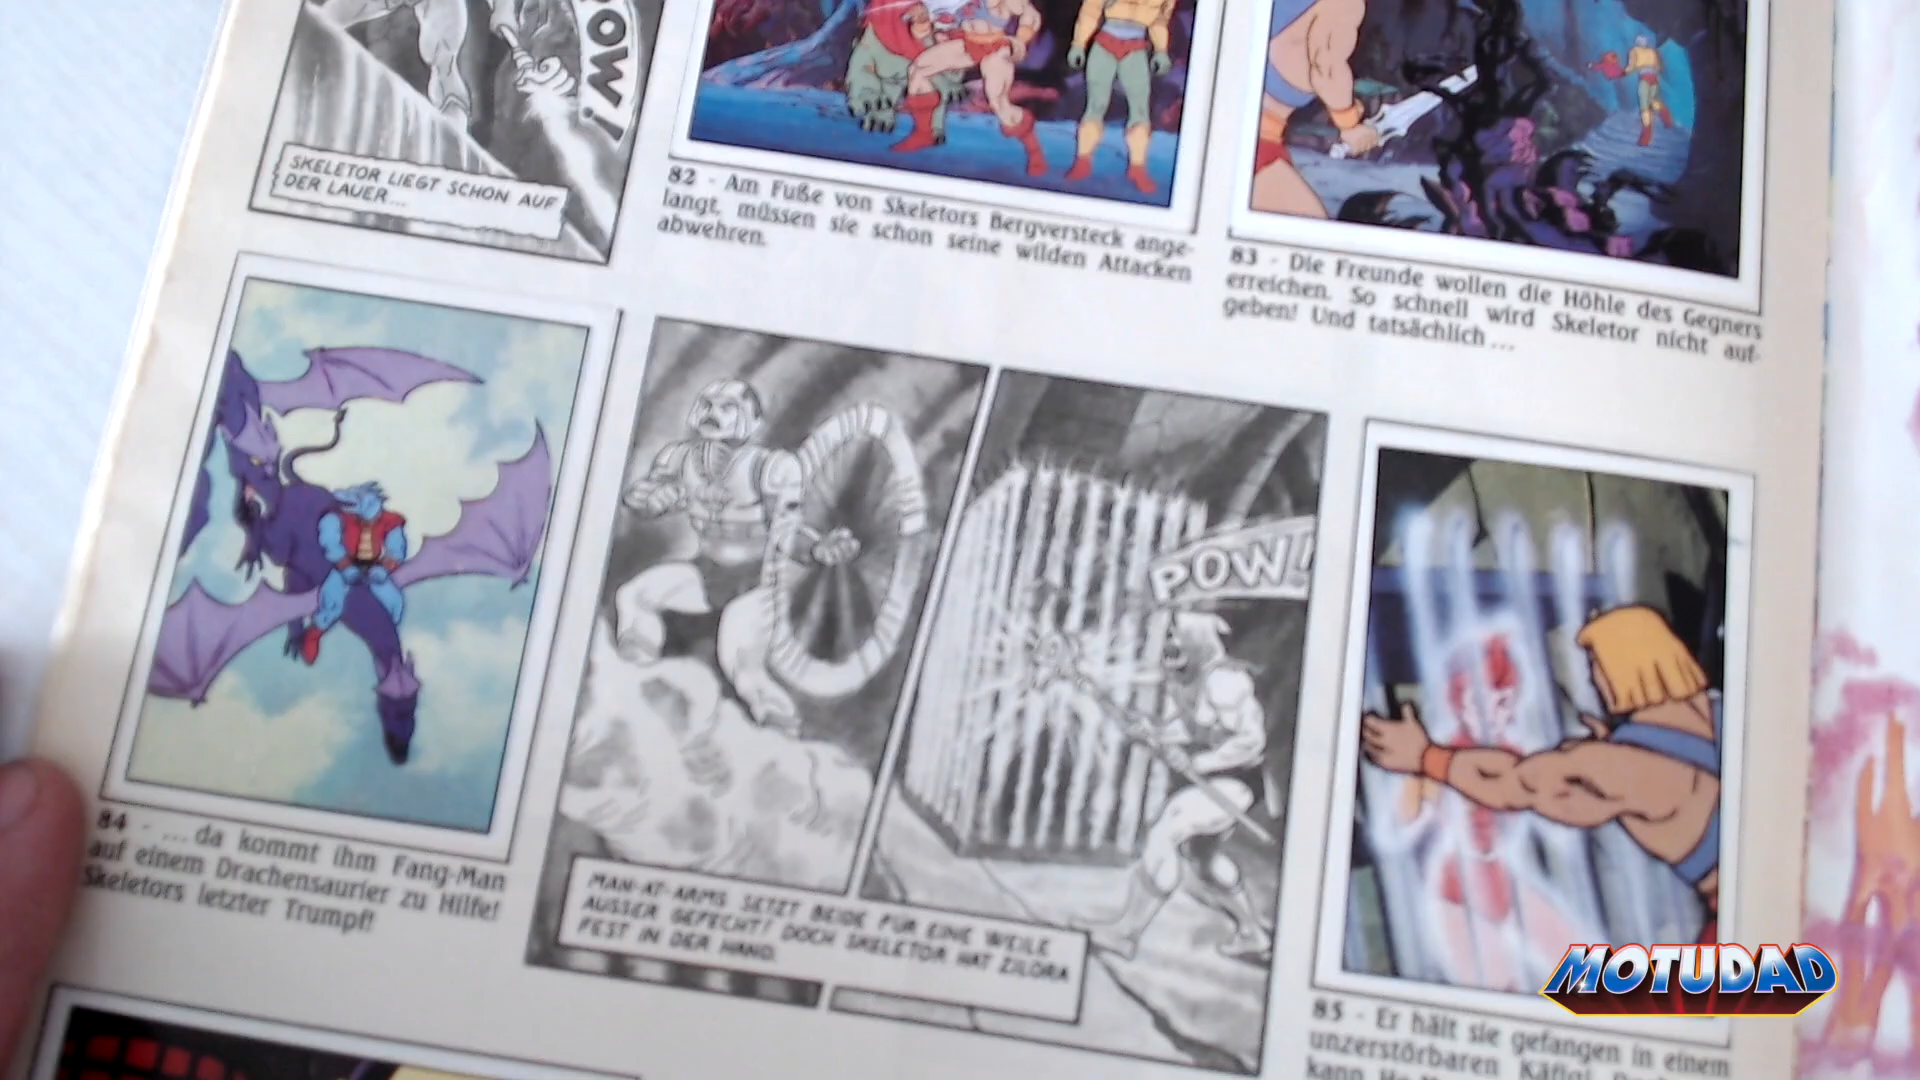 POW!
SKELETOR LIEGT SCHON AUF
DER LAUER...
82 - Am Fuße von Skeletors Bergversteck ange-
langt, müssen sie schon seine wilden Attacken
abwehren.
83 - Die Freunde wollen die Höhle des Gegners
erreichen. So schnell wird Skeletor nicht auf-
geben! Und tatsächlich ...
84 - ... da kommt ihm Fang-Man
auf einem Drachensaurier zu Hilfe!
Skeletors letzter Trumpf!
POW!
MAN-AT-ARMS SETZT BEIDE FÜR EINE WEILE
AUSSER GEFECHT! DOCH SKELETOR HAT ZILORA
FEST IN DER HAND.
85 - Er hält sie gefangen in einem
unzerstörbaren Käfig!
kann
MOTUDAD